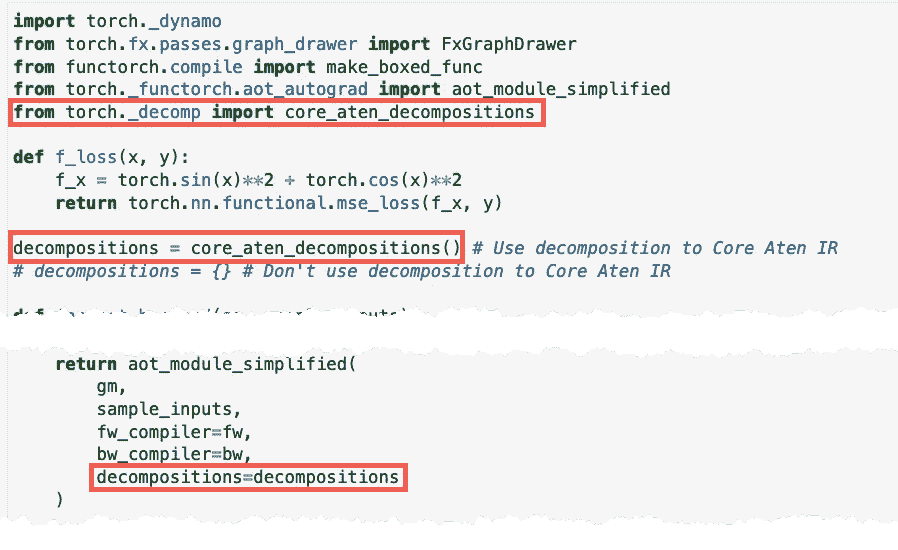 import torch._dynamo
from torch.fx.passes.graph_drawer import FxGraphDrawer
from functorch.compile import make_boxed_func
from torch._functorch.aot_autograd import aot_module_simplified
from torch._decomp import core_aten_decompositions
def f_loss(x, y):
    f_x = torch.sin(x)**2 + torch.cos(x)**2
    return torch.nn.functional.mse_loss(f_x, y)
decompositions = core_aten_decompositions() # Use decomposition to Core Aten IR
# decompositions = {} # Don't use decomposition to Core Aten IR
def
    return aot_module_simplified(
        gm,
        sample_inputs,
        fw_compiler=fw,
        bw_compiler=bw,
        decompositions=decompositions
    )